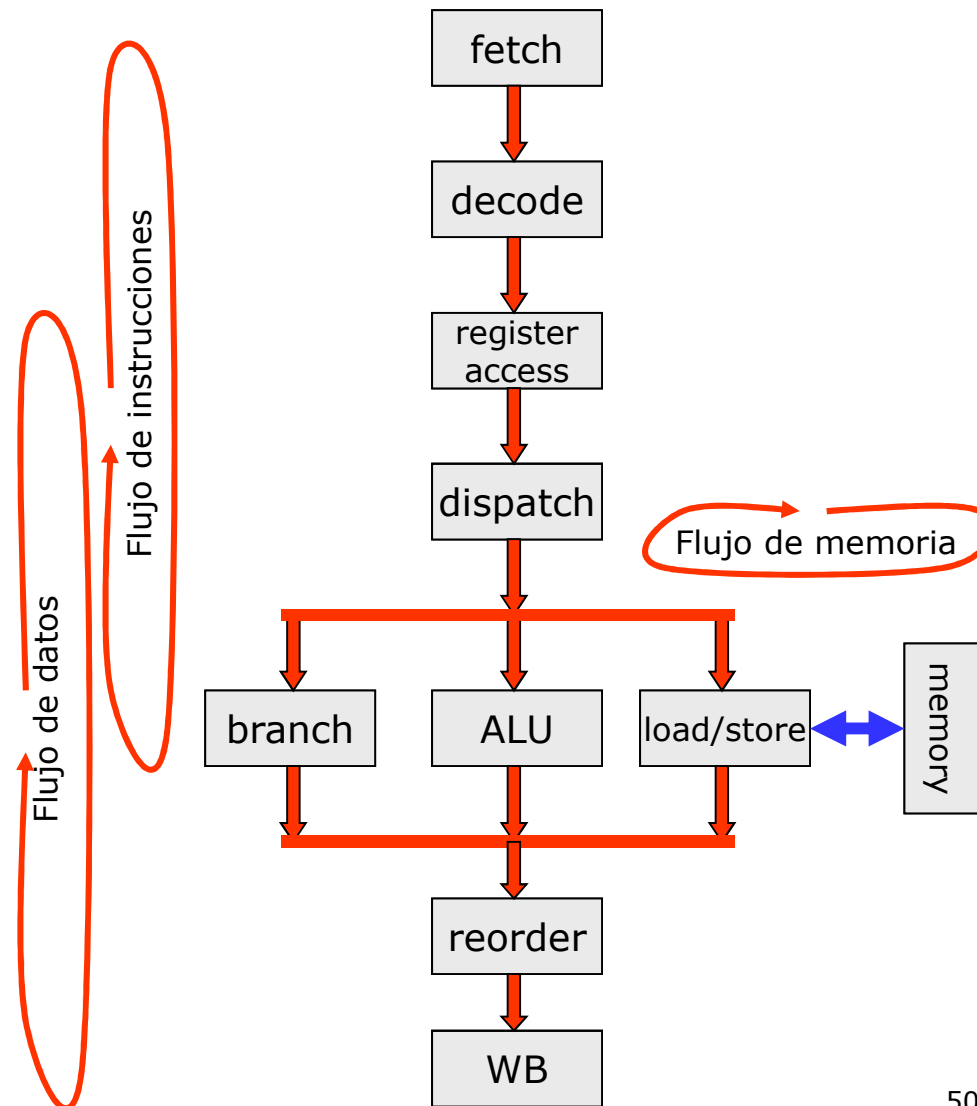 fetch
decode
register
access
dispatch
Flujo de instrucciones
Flujo de datos
Flujo de memoria
branch
ALU
load/store
memory
reorder
WB
50